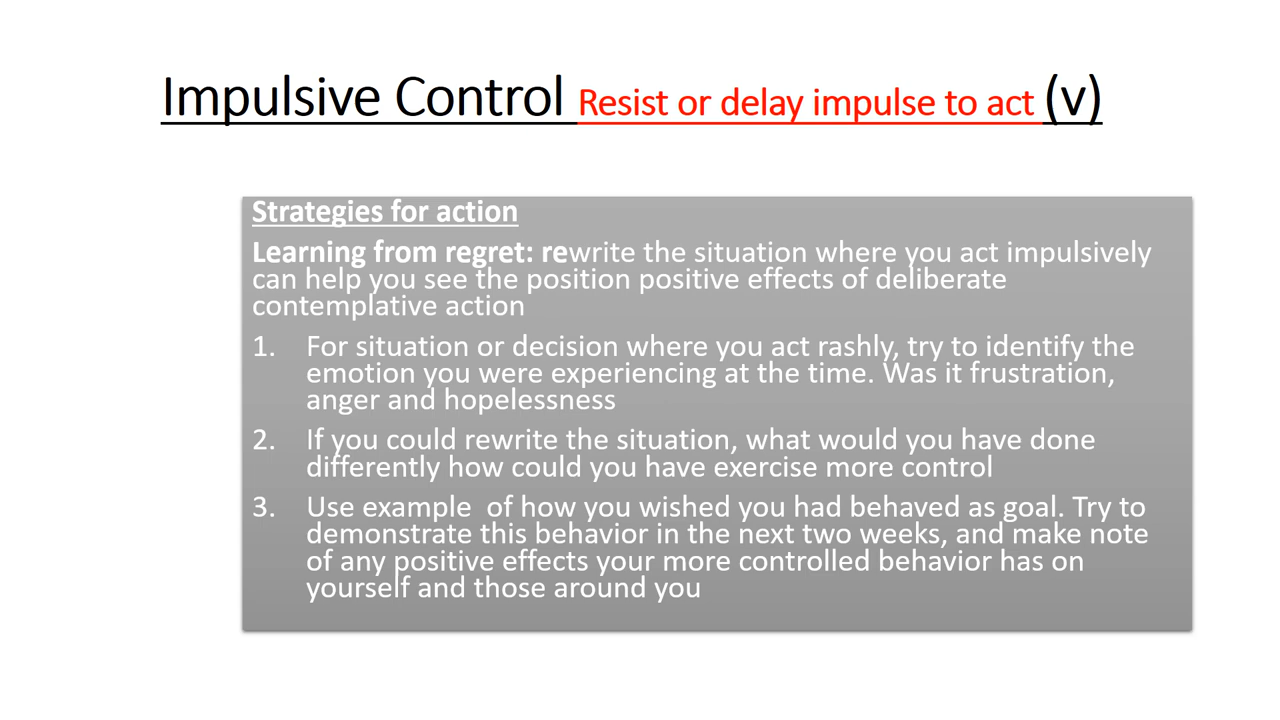 Impulsive Control Resist or delay impulse to act (v)
Strategies for action
Learning from regret: rewrite the situation where you act impulsively
can help you see the position positive effects of deliberate
contemplative action
1. For situation or decision where you act rashly, try to identify the
emotion you were experiencing at the time. Was it frustration,
anger and hopelessness
2. If you could rewrite the situation, what would you have done
differently how could you have exercise more control
3. Use example  of how you wished you had behaved as goal. Try to
demonstrate this behavior in the next two weeks, and make note
of any positive effects your more controlled behavior has on
yourself and those around you